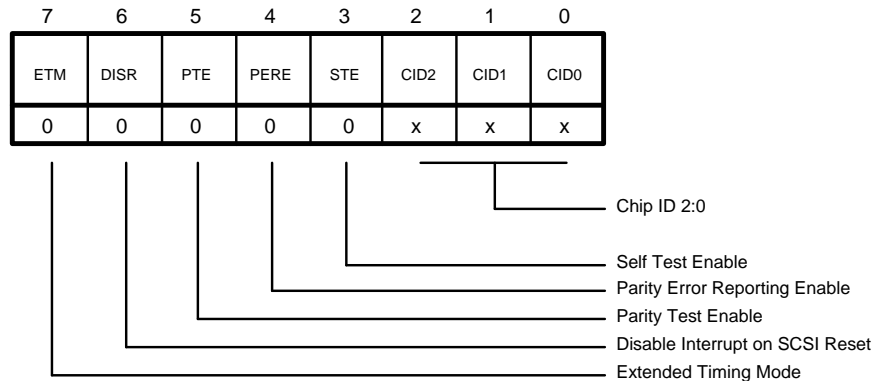 7 6 5 4 3 2 1 0
ETM DISR PTE PERE STE CID2 CID1 CID0
0 0 0 0 0 x x x
Chip ID 2:0
Self Test Enable
Parity Error Reporting Enable
Parity Test Enable
Disable Interrupt on SCSI Reset
Extended Timing Mode